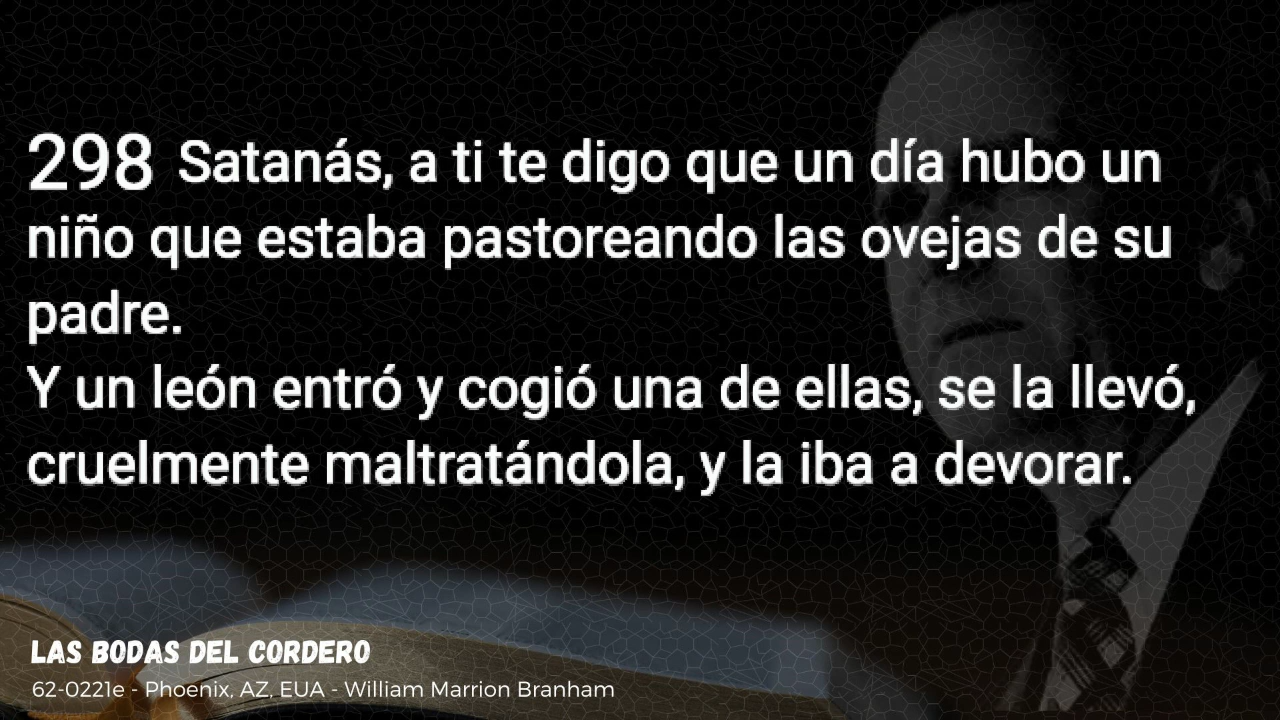 298 Satanás, a ti te digo que un día hubo un
niño que estaba pastoreando las ovejas de su
padre.
Y un león entró y cogió una de ellas, se la llevó,
cruelmente maltratándola, y la iba a devorar.
LAS BODAS DEL CORDERO
62-0221e - Phoenix, AZ, EUA - William Marrion Branham